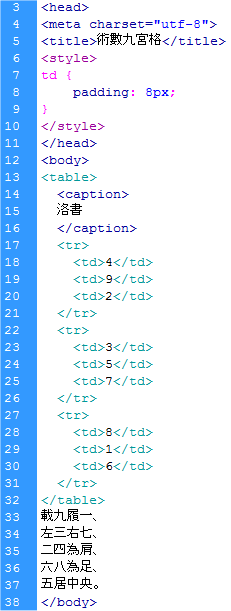 3 <head>
4 <meta charset="utf-8">
5 <title>術數九宮格</title>
6 <style>
7 td {
8     padding: 8px;
9 }
10 </style>
11 </head>
12 <body>
13 <table>
14   <caption>
15   洛書
16   </caption>
17   <tr>
18     <td>4</td>
19     <td>9</td>
20     <td>2</td>
21   </tr>
22   <tr>
23     <td>3</td>
24     <td>5</td>
25     <td>7</td>
26   </tr>
27   <tr>
28     <td>8</td>
29     <td>1</td>
30     <td>6</td>
31   </tr>
32 </table>
33 載九履一、
34 左三右七、
35 二四為肩、
36 六八為足、
37 五居中央。
38 </body>